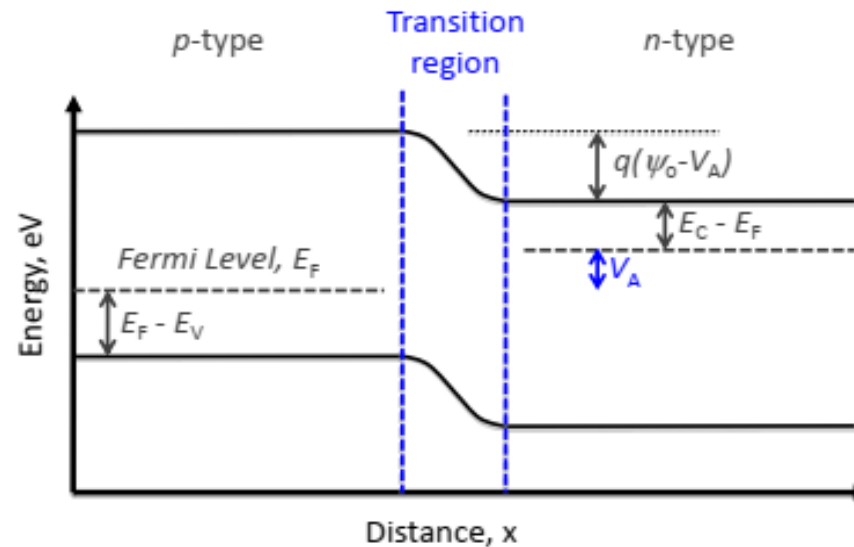 p-type
Transition
region
n-type
q(ψo-VA)
EC - EF
VA
Fermi Level, EF
EF - EV
Energy, eV
Distance, x